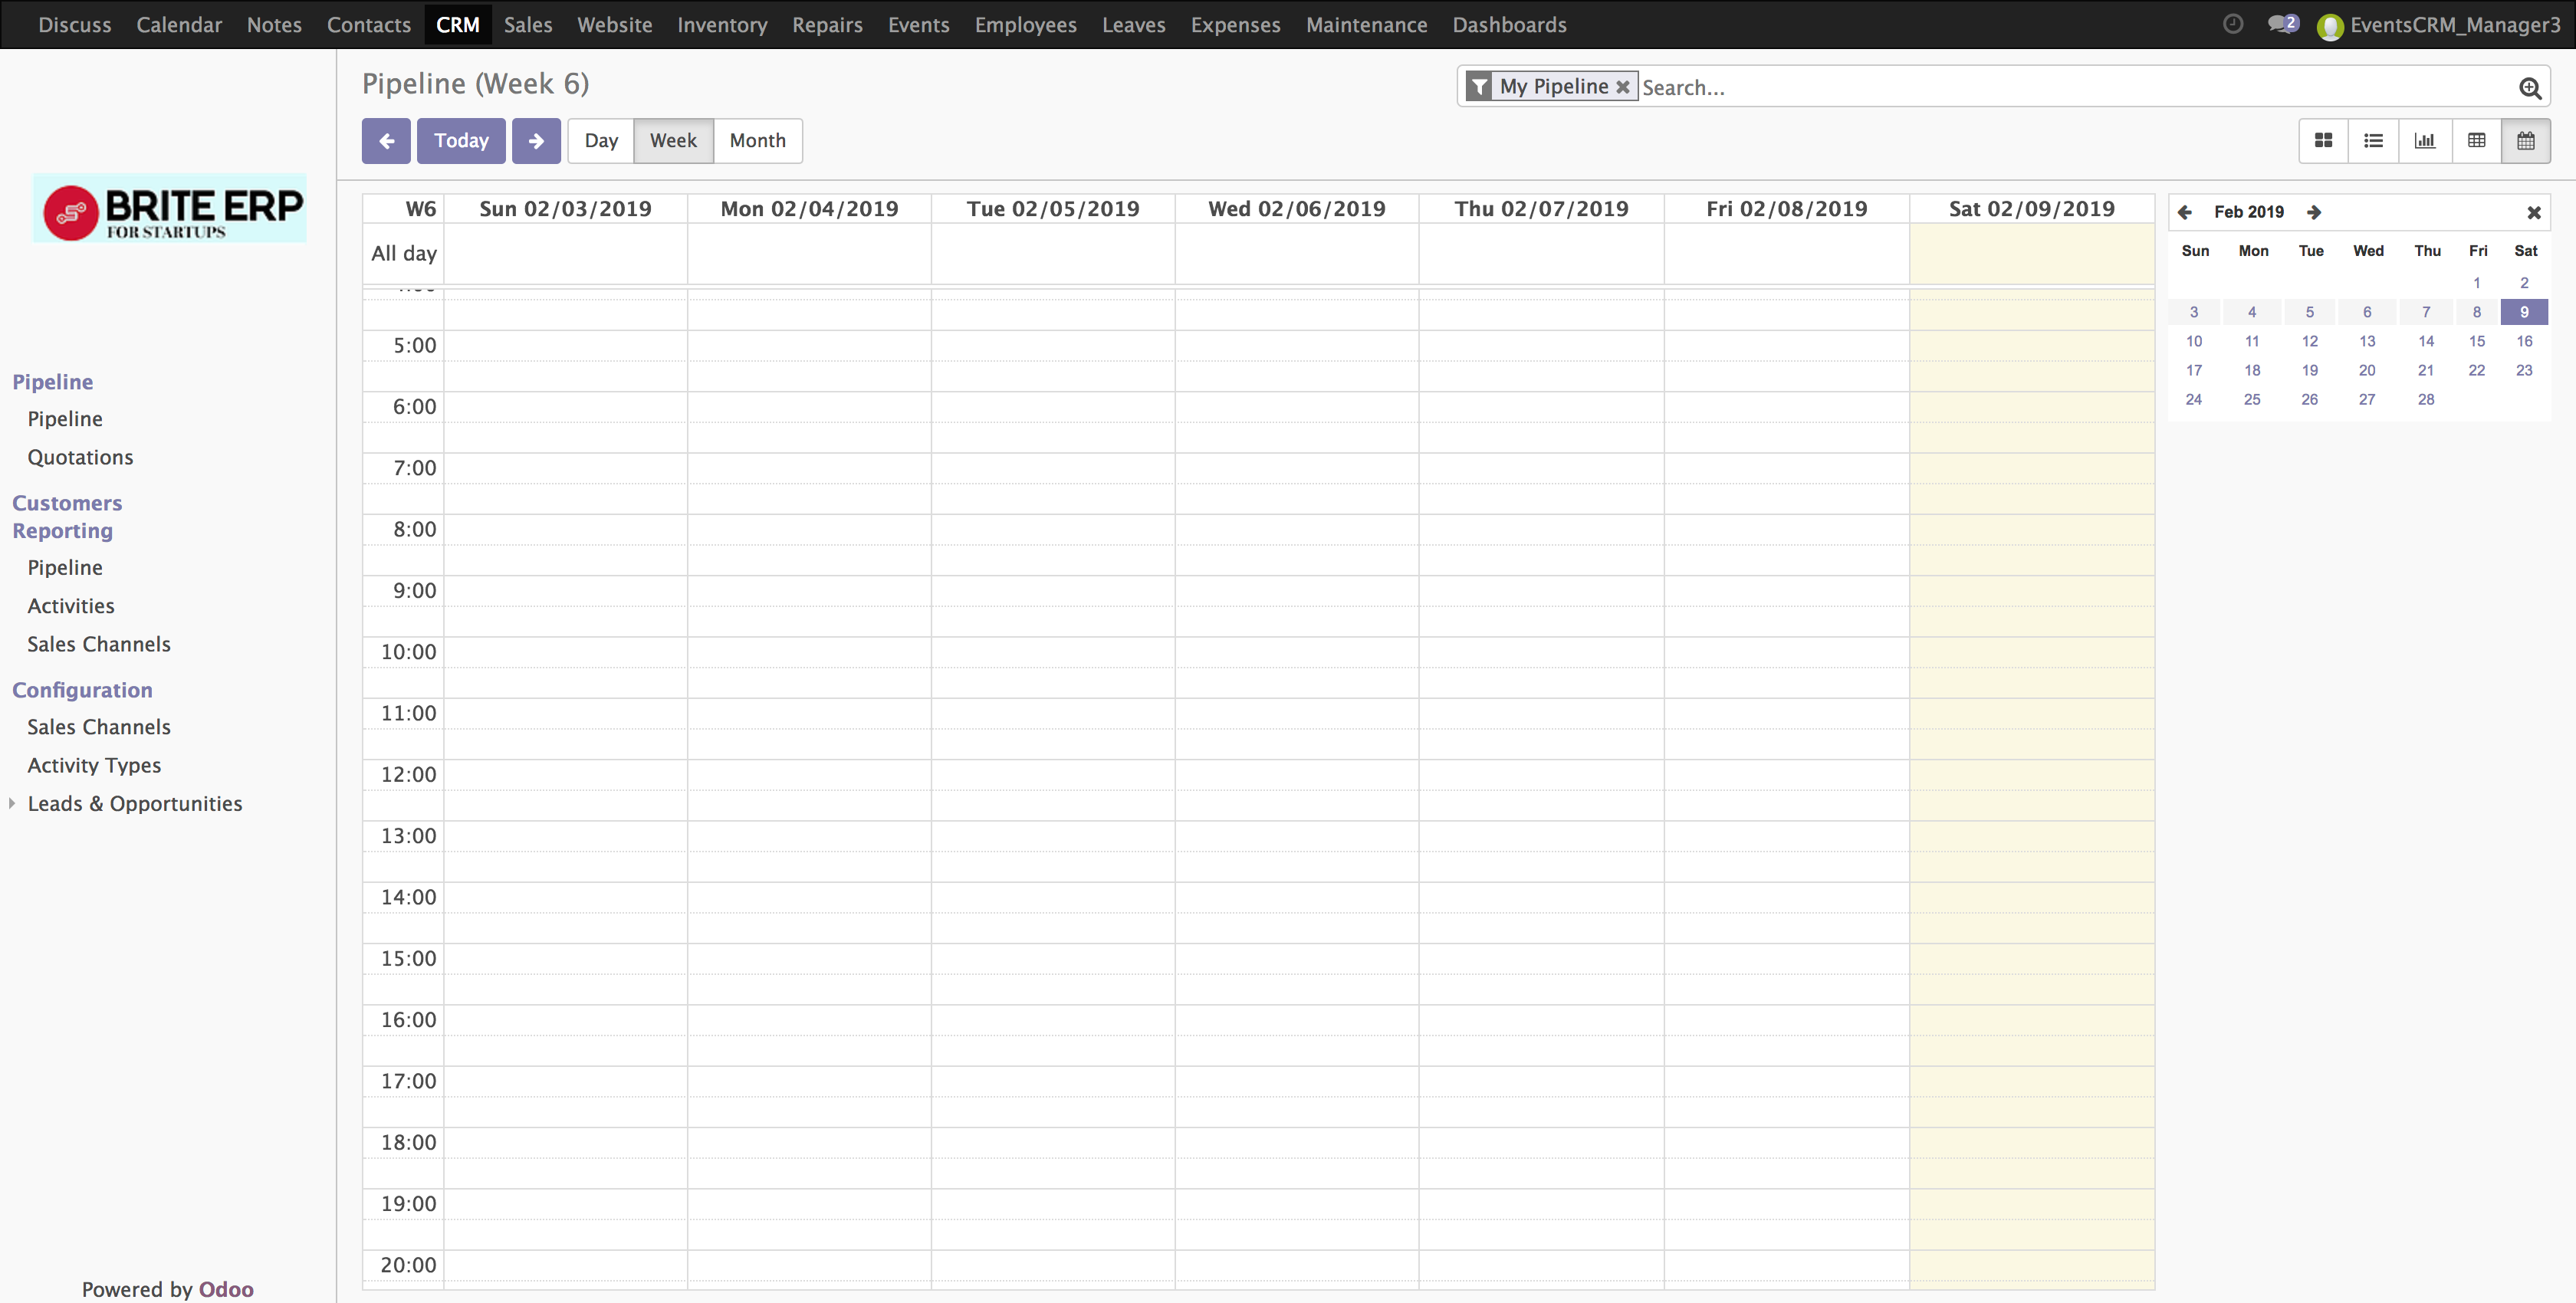 Discuss Calendar Notes Contacts CRM Sales Website Inventory Repairs Events Employees Leaves Expenses Maintenance Dashboards 2 EventsCRM_Manager3
BRITE ERP
FOR STARTUPS
Pipeline
Pipeline
Quotations
Customers
Reporting
Pipeline
Activities
Sales Channels
Configuration
Sales Channels
Activity Types
Leads & Opportunities
Powered by Odoo
Pipeline (Week 6)
My Pipeline Search...
Today Day Week Month
W6 Sun 02/03/2019 Mon 02/04/2019 Tue 02/05/2019 Wed 02/06/2019 Thu 02/07/2019 Fri 02/08/2019 Sat 02/09/2019
All day
5:00
6:00
7:00
8:00
9:00
10:00
11:00
12:00
13:00
14:00
15:00
16:00
17:00
18:00
19:00
20:00
Feb 2019
Sun Mon Tue Wed Thu Fri Sat
1 2
3 4 5 6 7 8 9
10 11 12 13 14 15 16
17 18 19 20 21 22 23
24 25 26 27 28